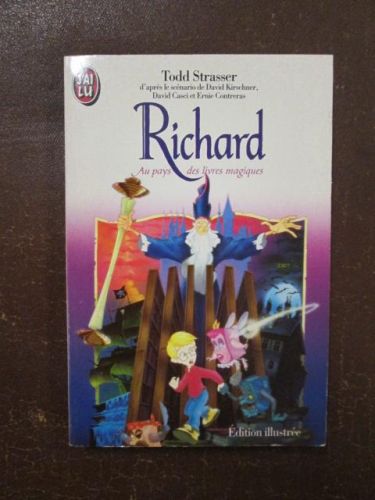 J'AI
LU
Todd Strasser
d'après le scénario de David Kirschner,
David Casci et Ernie Contreras
Richard
Au pays des livres magiques
Édition illustrée